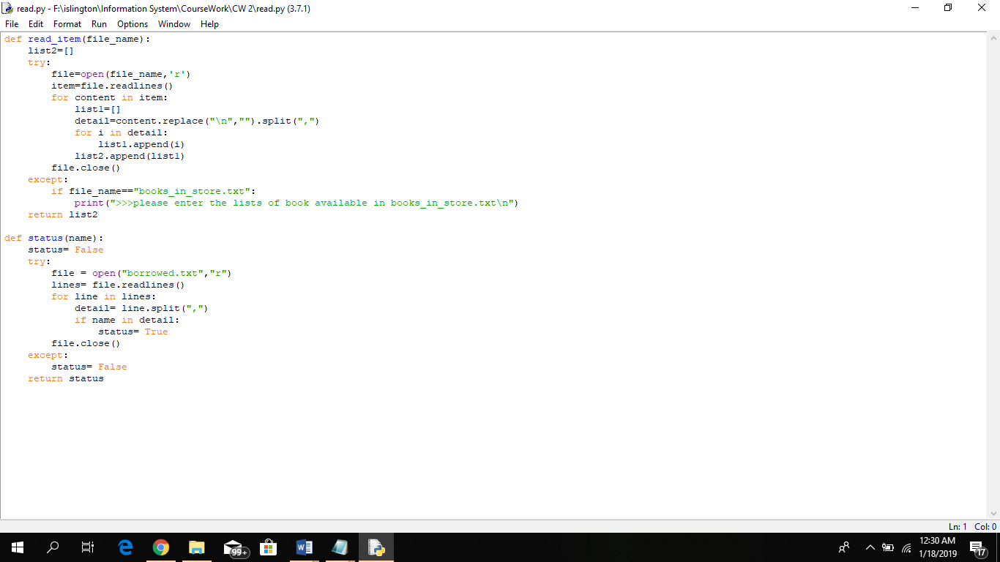 read.py - F:\islington\Information System\CourseWork\CW 2\read.py (3.7.1)
File Edit Format Run Options Window Help
def read_item(file_name):
    list2=[]
    try:
        file=open(file_name,'r')
        item=file.readlines()
        for content in item:
            list1=[]
            detail=content.replace("\n","").split(",")
            for i in detail:
                list1.append(i)
            list2.append(list1)
        file.close()
    except:
        if file_name=="books_in_store.txt":
            print(">>>please enter the lists of book available in books_in_store.txt\n")
    return list2

def status(name):
    status= False
    try:
        file = open("borrowed.txt","r")
        lines= file.readlines()
        for line in lines:
            detail= line.split(",")
            if name in detail:
                status= True
        file.close()
    except:
        status= False
    return status
Ln: 1 Col: 0
99+
12:30 AM
1/18/2019
17